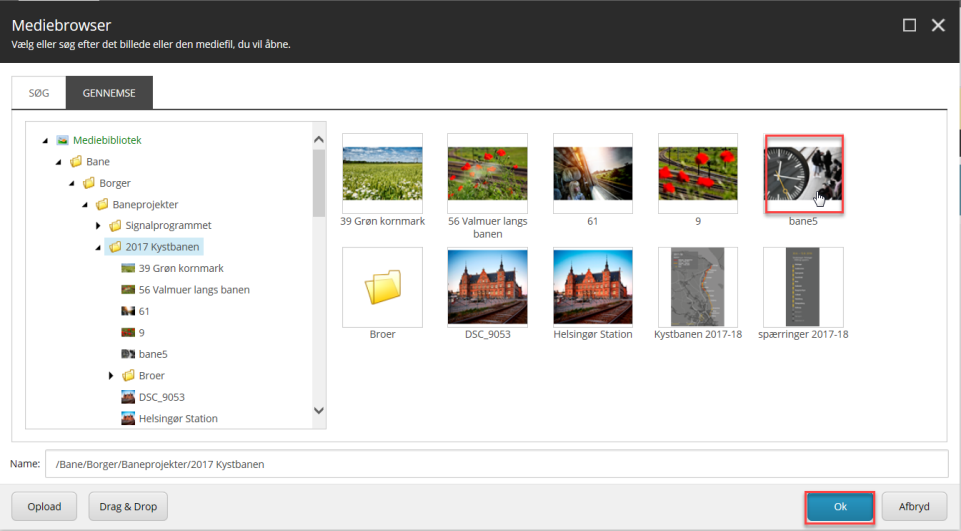 Mediebrowser
Vælg eller søg efter det billede eller den mediefil, du vil åbne.
SØG
GENNEMSE
Mediebibliotek
Bane
Borger
Baneprojekter
Signalprogrammet
2017 Kystbanen
39 Grøn kornmark
56 Valmuer langs banen
61
9
bane5
Broer
DSC_9053
Helsingør Station
39 Grøn kornmark
56 Valmuer langs
banen
61
9
bane5
Broer
DSC_9053
Helsingør Station
Kystbanen 2017-18
spærringer 2017-18
Name:
/Bane/Borger/Baneprojekter/2017 Kystbanen
Opload
Drag & Drop
Ok
Afbryd